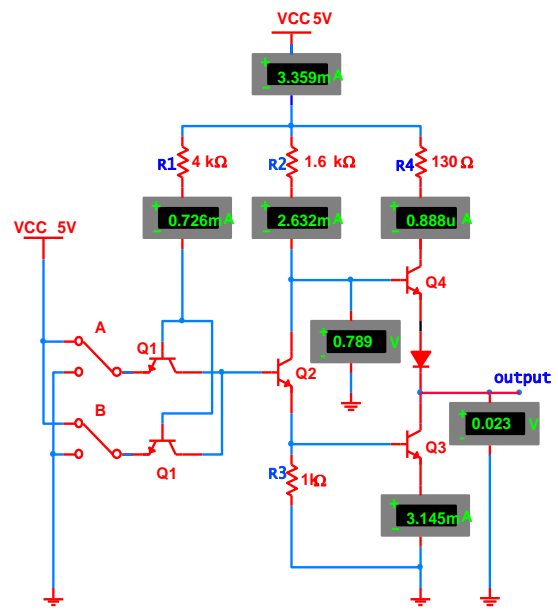 VCC 5V
+ 3.359m A
-
R1 4 kΩ R2 1.6 kΩ R4 130 Ω
+ 0.726m A + 2.632m A + 0.888u A
- - -
VCC 5V
Q4
A
Q1
+ 0.789 V
-
Q2
output
B
+ 0.023 V
-
Q3
Q1
R3 1kΩ
+ 3.145m A
-